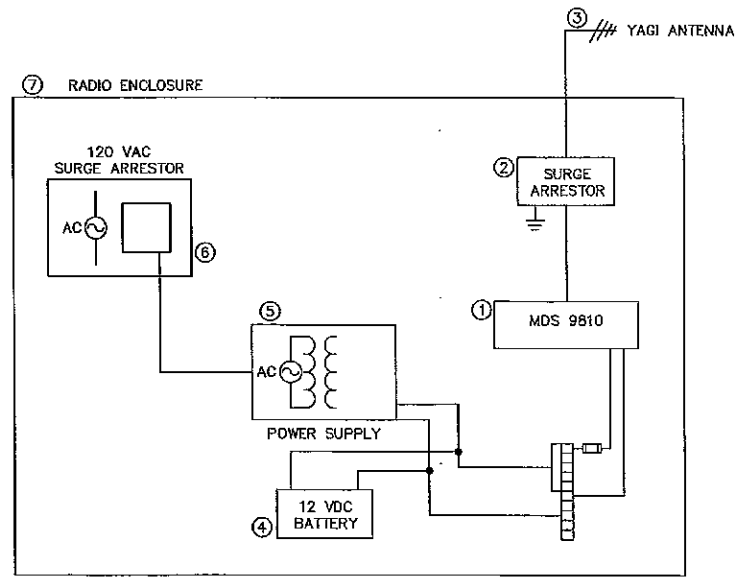 ③ YAGI ANTENNA
⑦ RADIO ENCLOSURE
120 VAC
SURGE ARRESTOR
AC
⑥
② SURGE
ARRESTOR
① MDS 9810
⑤
AC
POWER SUPPLY
④ 12 VDC
BATTERY